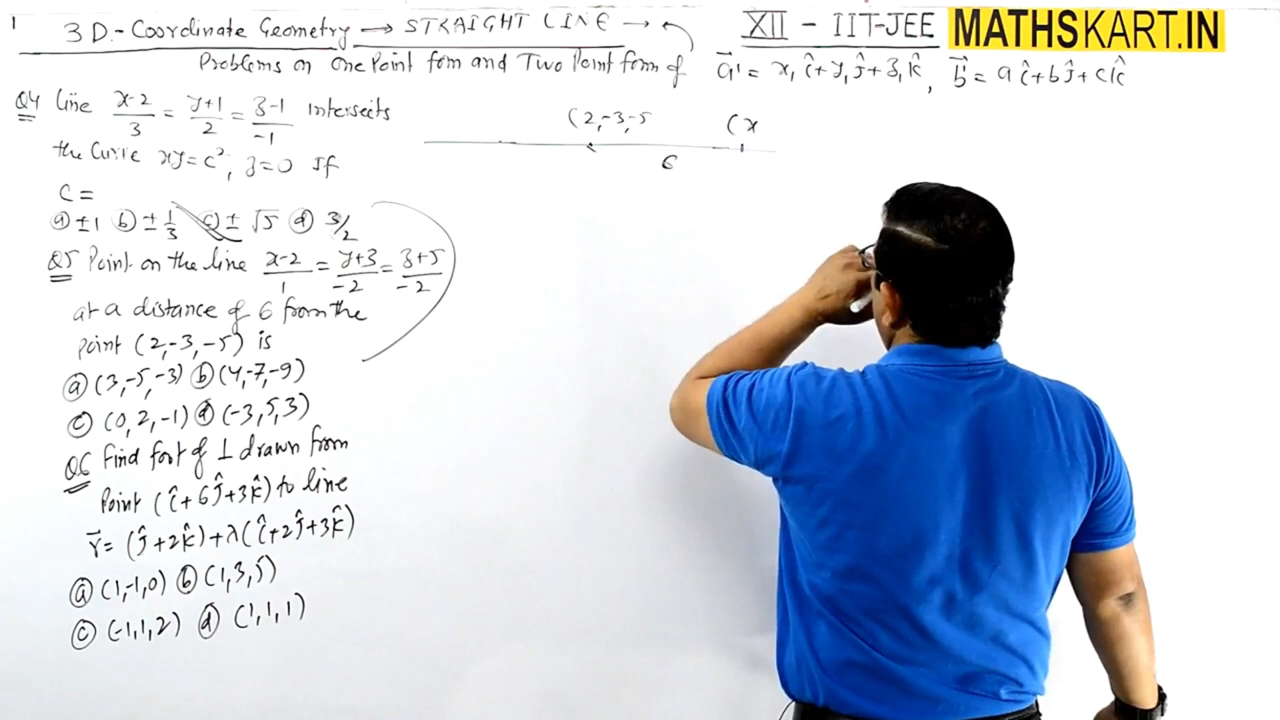 1
3D.-Coordinate Geometry → STRAIGHT LINE →
XII - IIT-JEE
MATHSKART.IN
Problems on One Point form and Two Point form of a⃗ = x₁î+y₁ĵ+z₁k̂, b⃗ = aî+bĵ+ck̂
Q4 line (x-2)/3 = (y+1)/2 = (z-1)/-1 intersects
the Curve xy=c², z=0 If
c=
(a) ±1 (b) ±1/3 (c) ±√5 (d) 3/2
Q5 Point on the line (x-2)/1 = (y+3)/-2 = (z+5)/-2
at a distance of 6 from the
point (2,-3,-5) is
(a) (3,-5,-3) (b) (4,-7,-9)
(c) (0,2,-1) (d) (-3,5,3)
Q6 Find foot of ⊥ drawn from
Point (î+6ĵ+3k̂) to line
r⃗ = (ĵ+2k̂)+λ(î+2ĵ+3k̂)
(a) (1,-1,0) (b) (1,3,5)
(c) (-1,1,2) (d) (1,1,1)
(2,-3,-5 (x
6